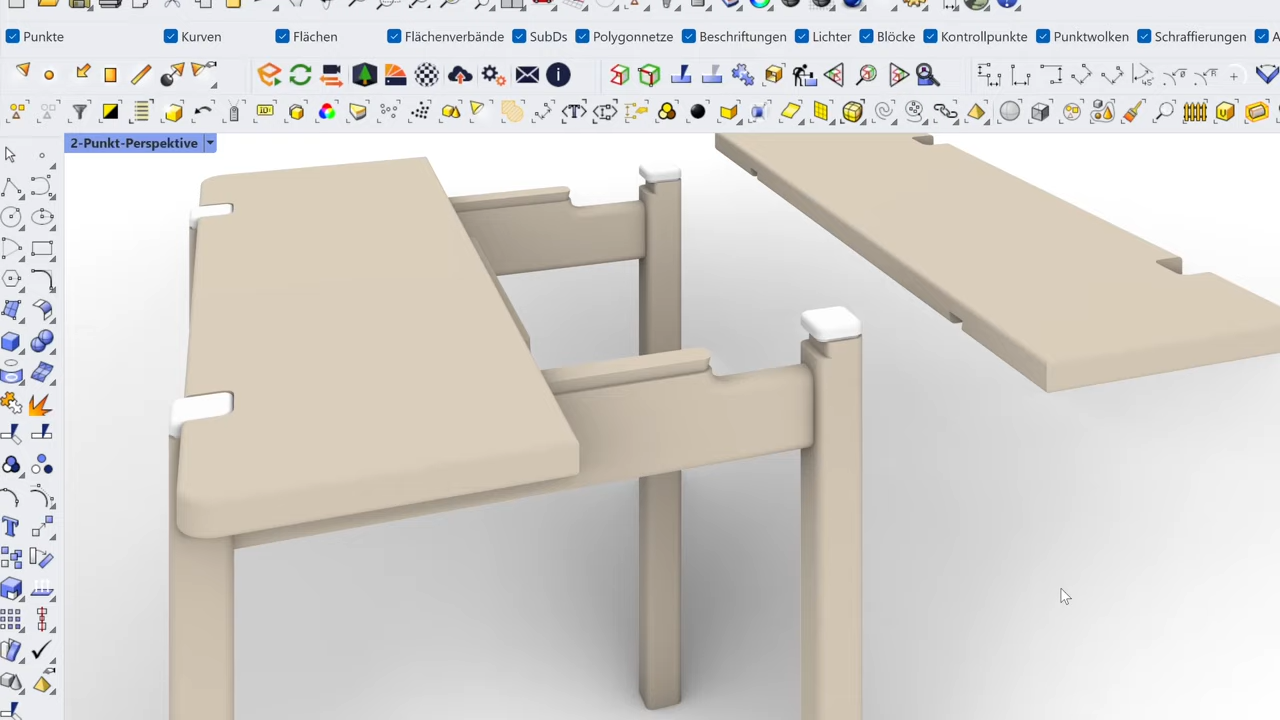 Punkte Kurven Flächen Flächenverbände SubDs Polygonnetze Beschriftungen Lichter Blöcke Kontrollpunkte Punktwolken Schraffierungen
2-Punkt-Perspektive